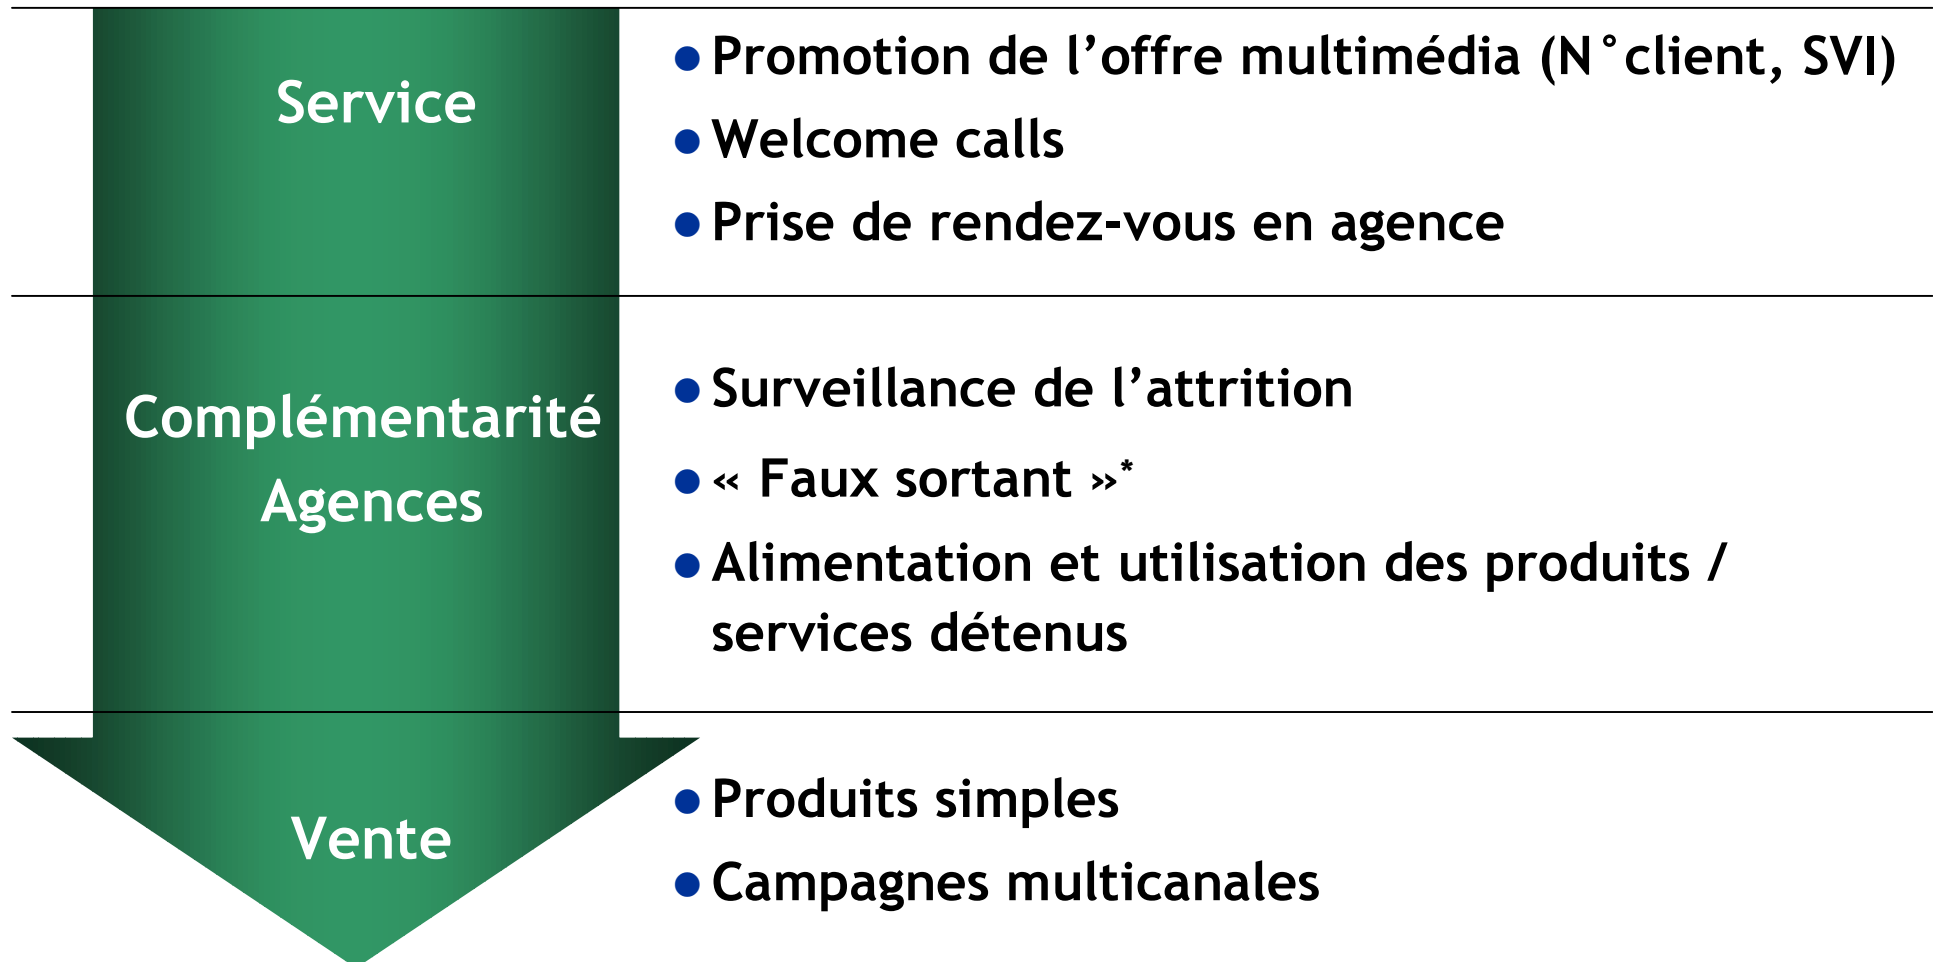 Service
● Promotion de l’offre multimédia (N°client, SVI)
● Welcome calls
● Prise de rendez-vous en agence
Complémentarité
Agences
● Surveillance de l’attrition
● « Faux sortant »*
● Alimentation et utilisation des produits /
services détenus
Vente
● Produits simples
● Campagnes multicanales